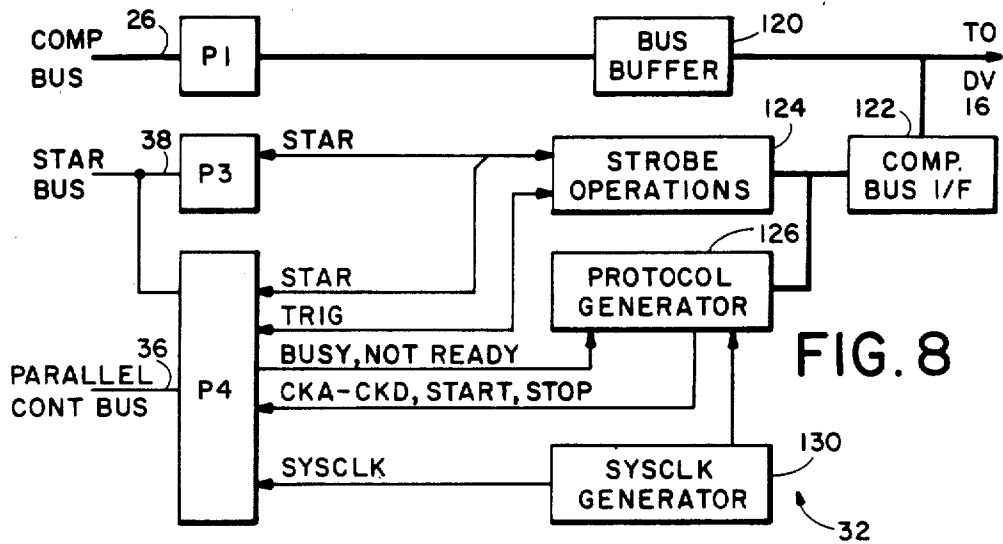 COMP
BUS
26
P1
BUS
BUFFER
120
TO
DV
16
STAR
BUS
38
P3
STAR
STROBE
OPERATIONS
124
122
COMP.
BUS I/F
126
PROTOCOL
GENERATOR
STAR
TRIG
BUSY, NOT READY
CKA-CKD, START, STOP
SYSCLK
PARALLEL
CONT BUS
36
P4
SYSCLK
GENERATOR
130
32
FIG. 8